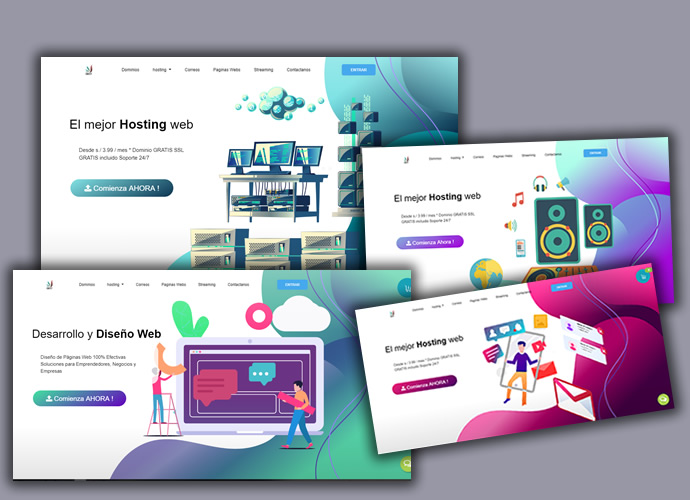 Dominios hosting Correos Paginas Webs Streaming Contactanos ENTRAR
El mejor Hosting web
Desde s / 3.99 / mes * Dominio GRATIS SSL
GRATIS incluido Soporte 24/7
Comienza AHORA !
Dominios hosting Correos Paginas Webs Streaming Contactanos ENTRAR
El mejor Hosting web
Desde s / 3.99 / mes * Dominio GRATIS SSL
GRATIS incluido Soporte 24/7
Comienza Ahora !
Dominios hosting Correos Paginas Webs Streaming Contactanos ENTRAR
Desarrollo y Diseño Web
Diseño de Páginas Web 100% Efectivas
Soluciones para Emprendedores, Negocios y
Empresas
Comienza AHORA !
Dominios hosting Correos Paginas Webs Streaming Contactanos ENTRAR
El mejor Hosting web
Desde s / 3.99 / mes * Dominio GRATIS SSL
GRATIS incluido Soporte 24/7
Comienza AHORA !